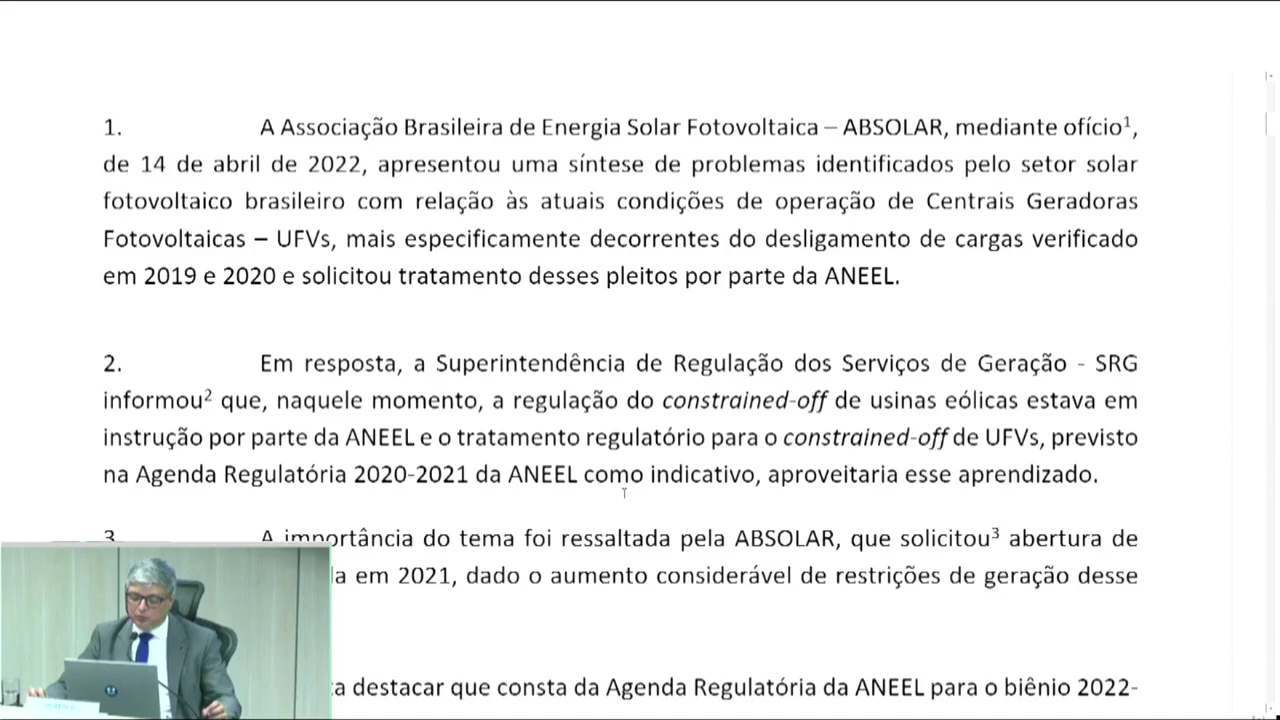 1. A Associação Brasileira de Energia Solar Fotovoltaica – ABSOLAR, mediante ofício¹,
de 14 de abril de 2022, apresentou uma síntese de problemas identificados pelo setor solar
fotovoltaico brasileiro com relação às atuais condições de operação de Centrais Geradoras
Fotovoltaicas – UFVs, mais especificamente decorrentes do desligamento de cargas verificado
em 2019 e 2020 e solicitou tratamento desses pleitos por parte da ANEEL.
2. Em resposta, a Superintendência de Regulação dos Serviços de Geração - SRG
informou² que, naquele momento, a regulação do constrained-off de usinas eólicas estava em
instrução por parte da ANEEL e o tratamento regulatório para o constrained-off de UFVs, previsto
na Agenda Regulatória 2020-2021 da ANEEL como indicativo, aproveitaria esse aprendizado.
3. A importância do tema foi ressaltada pela ABSOLAR, que solicitou³ abertura de
em 2021, dado o aumento considerável de restrições de geração desse
destacar que consta da Agenda Regulatória da ANEEL para o biênio 2022-